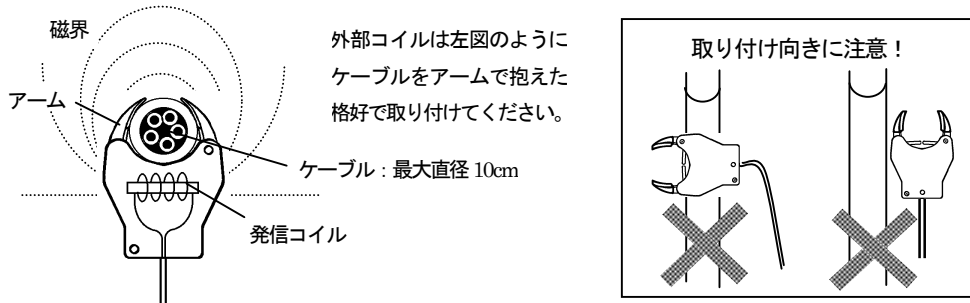 磁界
アーム
外部コイルは左図のように
ケーブルをアームで抱えた
格好で取り付けてください。
ケーブル：最大直径 10cm
発信コイル
取り付け向きに注意！